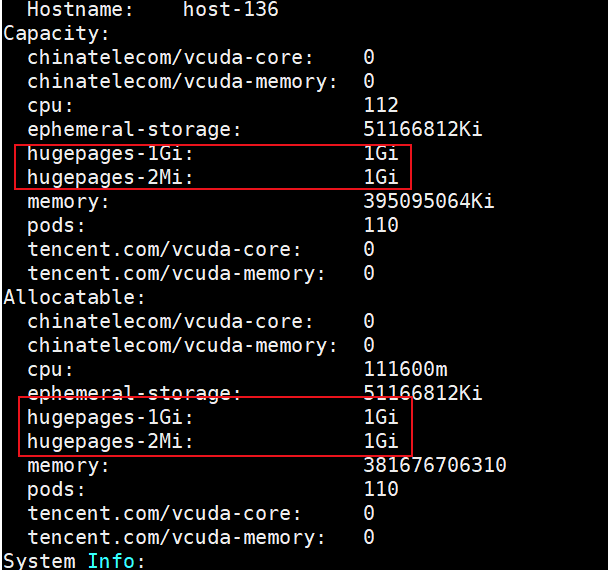 Hostname:    host-136
Capacity:
  chinatelecom/vcuda-core:    0
  chinatelecom/vcuda-memory:  0
  cpu:                        112
  ephemeral-storage:          51166812Ki
  hugepages-1Gi:              1Gi
  hugepages-2Mi:              1Gi
  memory:                     395095064Ki
  pods:                       110
  tencent.com/vcuda-core:     0
  tencent.com/vcuda-memory:   0
Allocatable:
  chinatelecom/vcuda-core:    0
  chinatelecom/vcuda-memory:  0
  cpu:                        111600m
  ephemeral-storage:          51166812Ki
  hugepages-1Gi:              1Gi
  hugepages-2Mi:              1Gi
  memory:                     381676706310
  pods:                       110
  tencent.com/vcuda-core:     0
  tencent.com/vcuda-memory:   0
System Info: